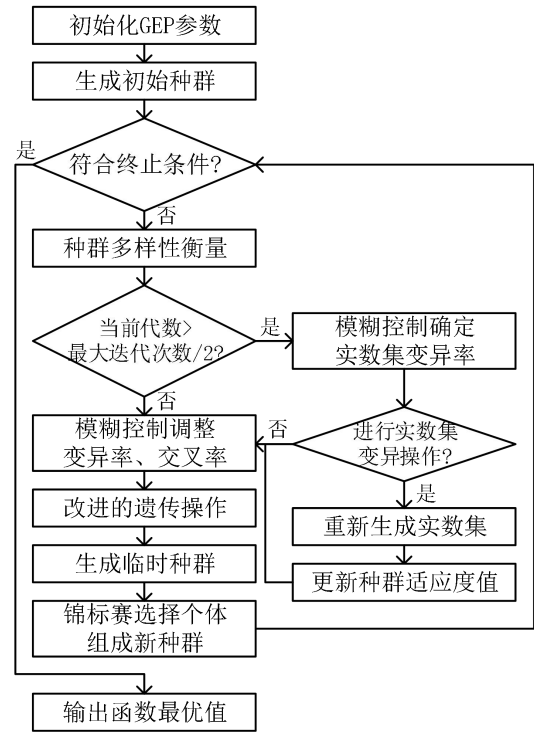 初始化GEP参数
生成初始种群
是
符合终止条件?
否
种群多样性衡量
当前代数>
最大迭代次数/2?
是
模糊控制确定
实数集变异率
否
模糊控制调整
变异率、交叉率
否
进行实数集
变异操作?
是
改进的遗传操作
重新生成实数集
生成临时种群
更新种群适应度值
锦标赛选择个体
组成新种群
输出函数最优值